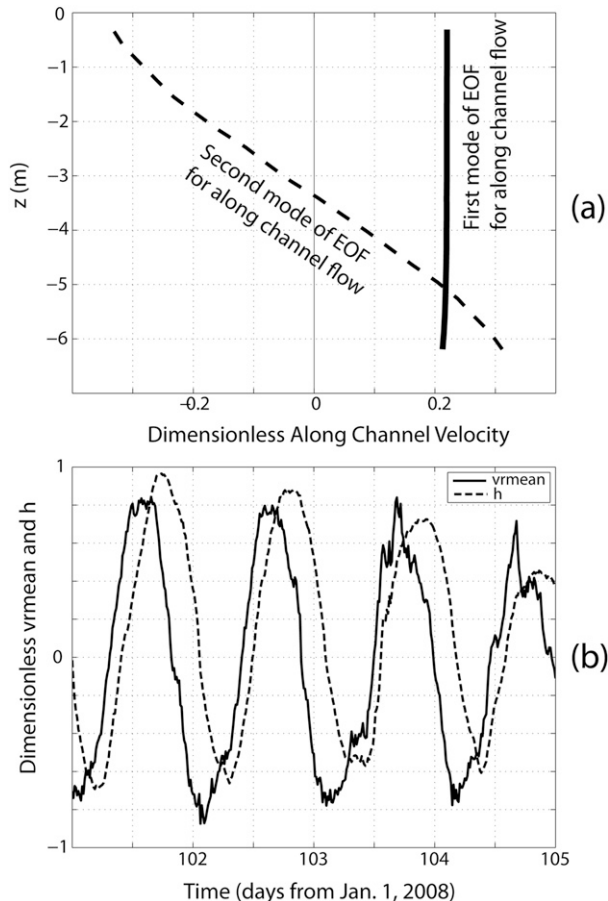 0
−1
−2
−3
−4
−5
−6
z (m)
Second mode of EOF
for along channel flow
First mode of EOF
for along channel flow
(a)
−0.2
0
0.2
Dimensionless Along Channel Velocity
1
0
−1
Dimensionless vrmean and h
vrmean
h
(b)
102
103
104
105
Time (days from Jan. 1, 2008)